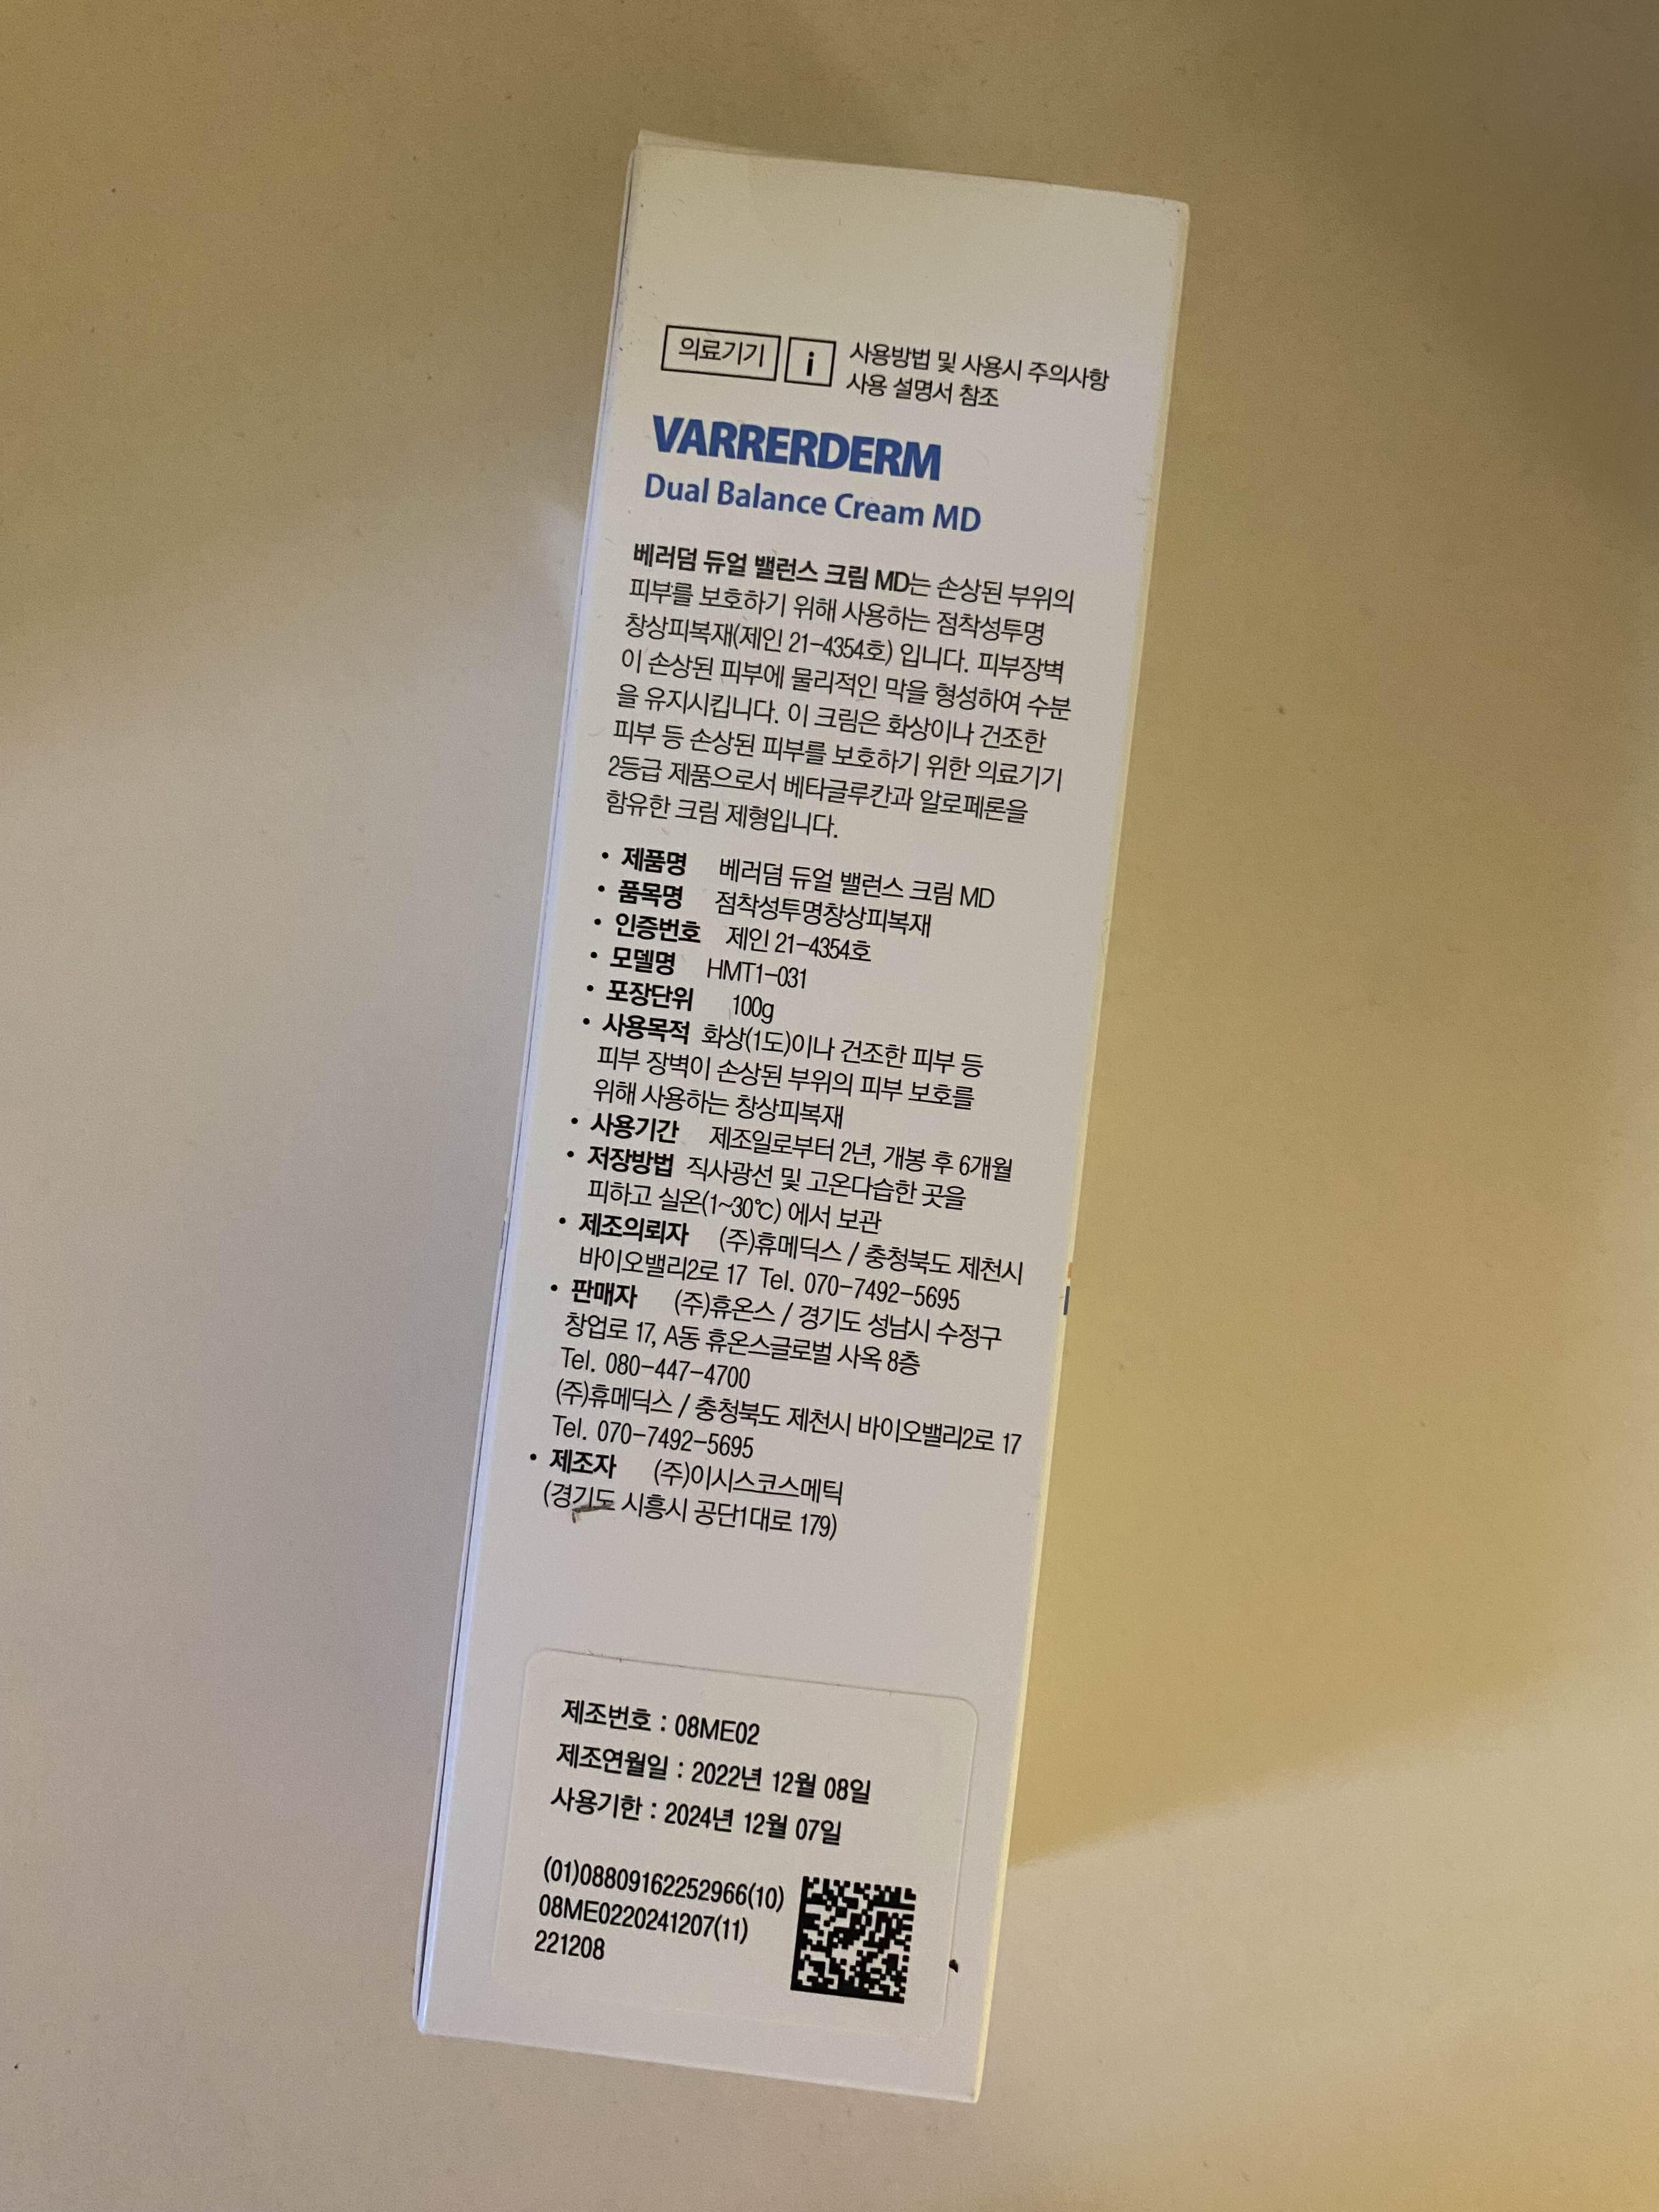 의료기기 i 사용방법 및 사용시 주의사항
사용 설명서 참조
VARRERDERM
Dual Balance Cream MD
베러덤 듀얼 밸런스 크림 MD는 손상된 부위의
피부를 보호하기 위해 사용하는 점착성투명
창상피복재(제인 21-4354호) 입니다. 피부장벽
이 손상된 피부에 물리적인 막을 형성하여 수분
을 유지시킵니다. 이 크림은 화상이나 건조한
피부 등 손상된 피부를 보호하기 위한 의료기기
2등급 제품으로서 베타글루칸과 알로페론을
함유한 크림 제형입니다.
• 제품명 베러덤 듀얼 밸런스 크림 MD
• 품목명 점착성투명창상피복재
• 인증번호 제인 21-4354호
• 모델명 HMT1-031
• 포장단위 100g
• 사용목적 화상(1도)이나 건조한 피부 등
피부 장벽이 손상된 부위의 피부 보호를
위해 사용하는 창상피복재
• 사용기간 제조일로부터 2년, 개봉 후 6개월
• 저장방법 직사광선 및 고온다습한 곳을
피하고 실온(1~30℃) 에서 보관
• 제조의뢰자 (주)휴메딕스 / 충청북도 제천시
바이오밸리2로 17 Tel. 070-7492-5695
• 판매자 (주)휴온스 / 경기도 성남시 수정구
창업로 17, A동 휴온스글로벌 사옥 8층
Tel. 080-447-4700
(주)휴메딕스 / 충청북도 제천시 바이오밸리2로 17
Tel. 070-7492-5695
• 제조자 (주)이시스코스메틱
(경기도 시흥시 공단1대로 179)
제조번호 : 08ME02
제조연월일 : 2022년 12월 08일
사용기한 : 2024년 12월 07일
(01)08809162252966(10)
08ME0220241207(11)
221208